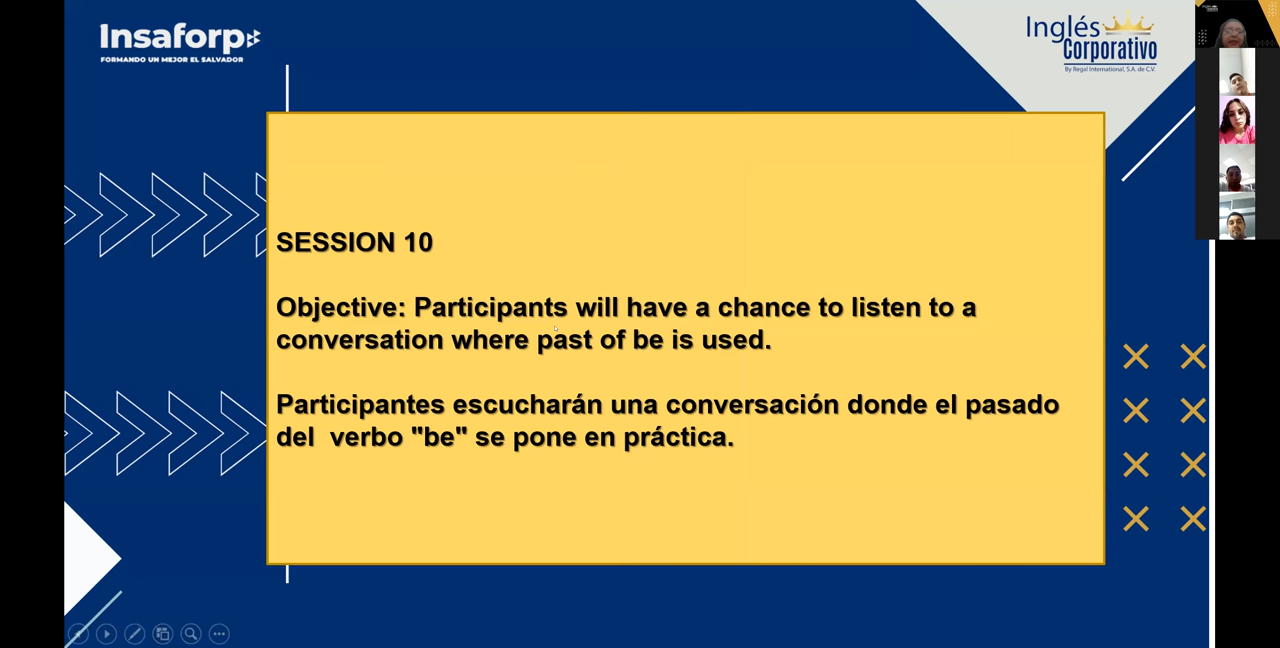 Insaforp
FORMANDO UN MEJOR EL SALVADOR
Inglés
Corporativo
By Regal International, S.A. de C.V.
SESSION 10
Objective: Participants will have a chance to listen to a
conversation where past of be is used.
Participantes escucharán una conversación donde el pasado
del verbo "be" se pone en práctica.